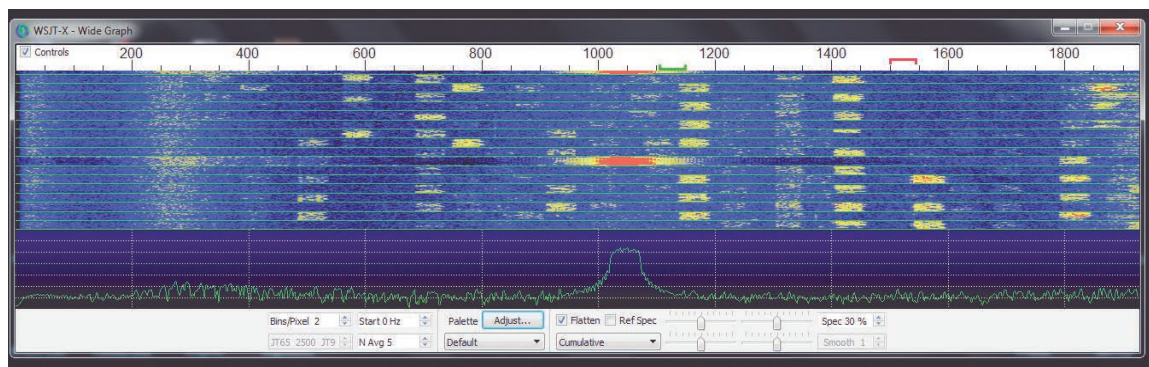 WSJT-X - Wide Graph
Controls 200 400 600 800 1000 1200 1400 1600 1800
Bins/Pixel 2 Start 0 Hz Palette Adjust... Flatten Ref Spec Spec 30 %
JT65 2500 JT9 N Avg 5 Default Cumulative Smooth 1